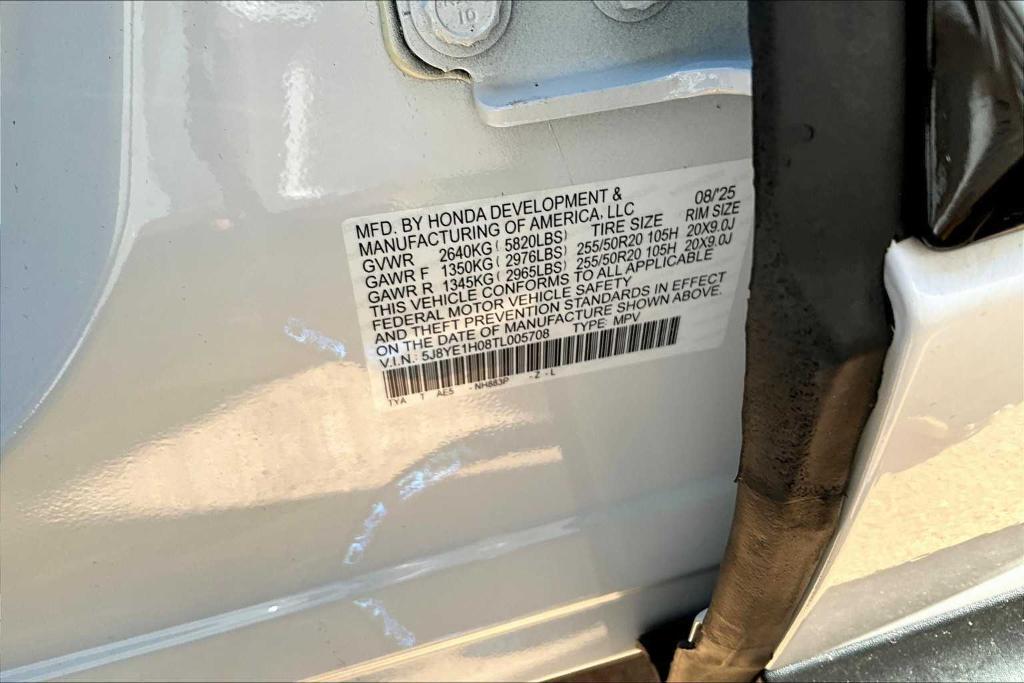 10
MFD. BY HONDA DEVELOPMENT & 08/'25
MANUFACTURING OF AMERICA, LLC RIM SIZE
GVWR 2640KG ( 5820LBS) TIRE SIZE 20X9.0J
GAWR F 1350KG ( 2976LBS) 255/50R20 105H 20X9.0J
GAWR R 1345KG ( 2965LBS) 255/50R20 105H
THIS VEHICLE CONFORMS TO ALL APPLICABLE
FEDERAL MOTOR VEHICLE SAFETY
AND THEFT PREVENTION STANDARDS IN EFFECT
ON THE DATE OF MANUFACTURE SHOWN ABOVE.
V.I.N.: 5J8YE1H08TL005708 TYPE: MPV
TYA T AE5 -NH883P -Z - L